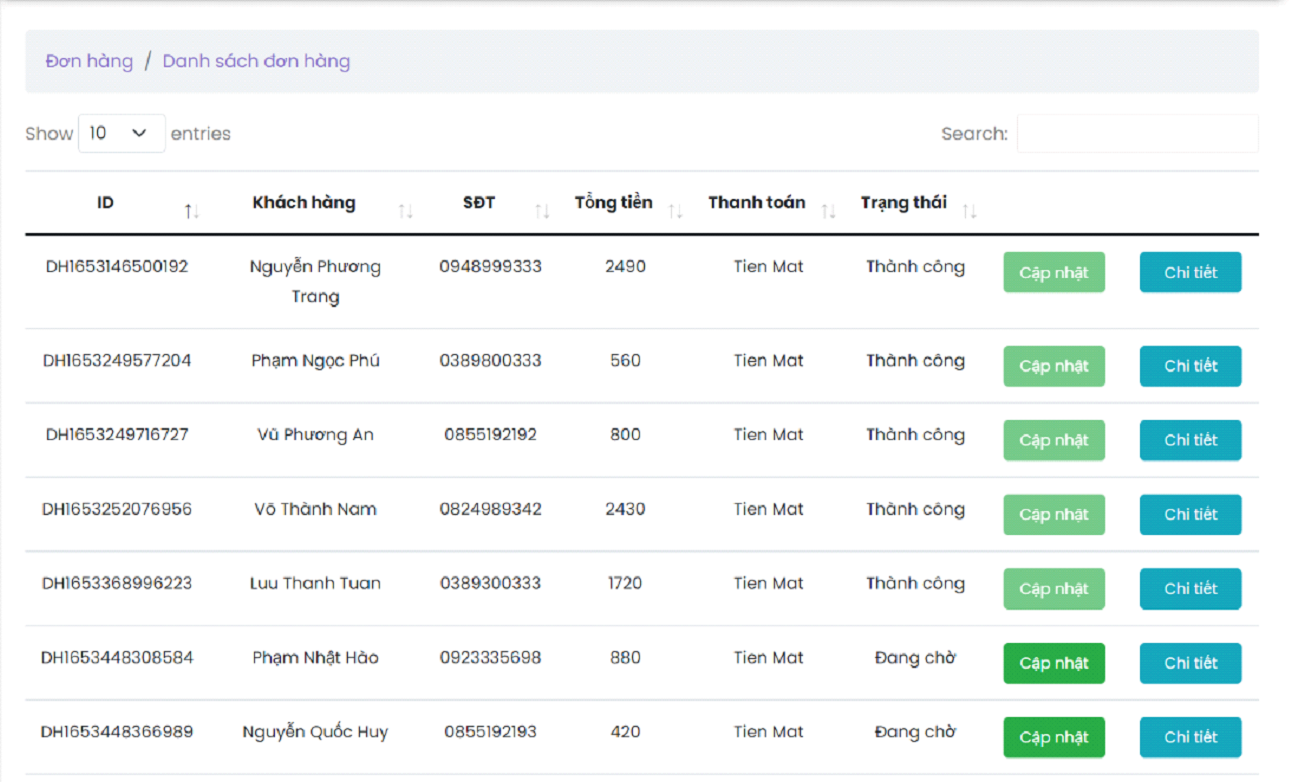 Đơn hàng / Danh sách đơn hàng
Show 10 entries Search:
ID Khách hàng SĐT Tổng tiền Thanh toán Trạng thái
DH1653146500192 Nguyễn Phương Trang 0948999333 2490 Tien Mat Thành công Cập nhật Chi tiết
DH1653249577204 Phạm Ngọc Phú 0389800333 560 Tien Mat Thành công Cập nhật Chi tiết
DH1653249716727 Vũ Phương An 0855192192 800 Tien Mat Thành công Cập nhật Chi tiết
DH1653252076956 Võ Thành Nam 0824989342 2430 Tien Mat Thành công Cập nhật Chi tiết
DH1653368996223 Luu Thanh Tuan 0389300333 1720 Tien Mat Thành công Cập nhật Chi tiết
DH1653448308584 Phạm Nhật Hào 0923335698 880 Tien Mat Đang chờ Cập nhật Chi tiết
DH1653448366989 Nguyễn Quốc Huy 0855192193 420 Tien Mat Đang chờ Cập nhật Chi tiết